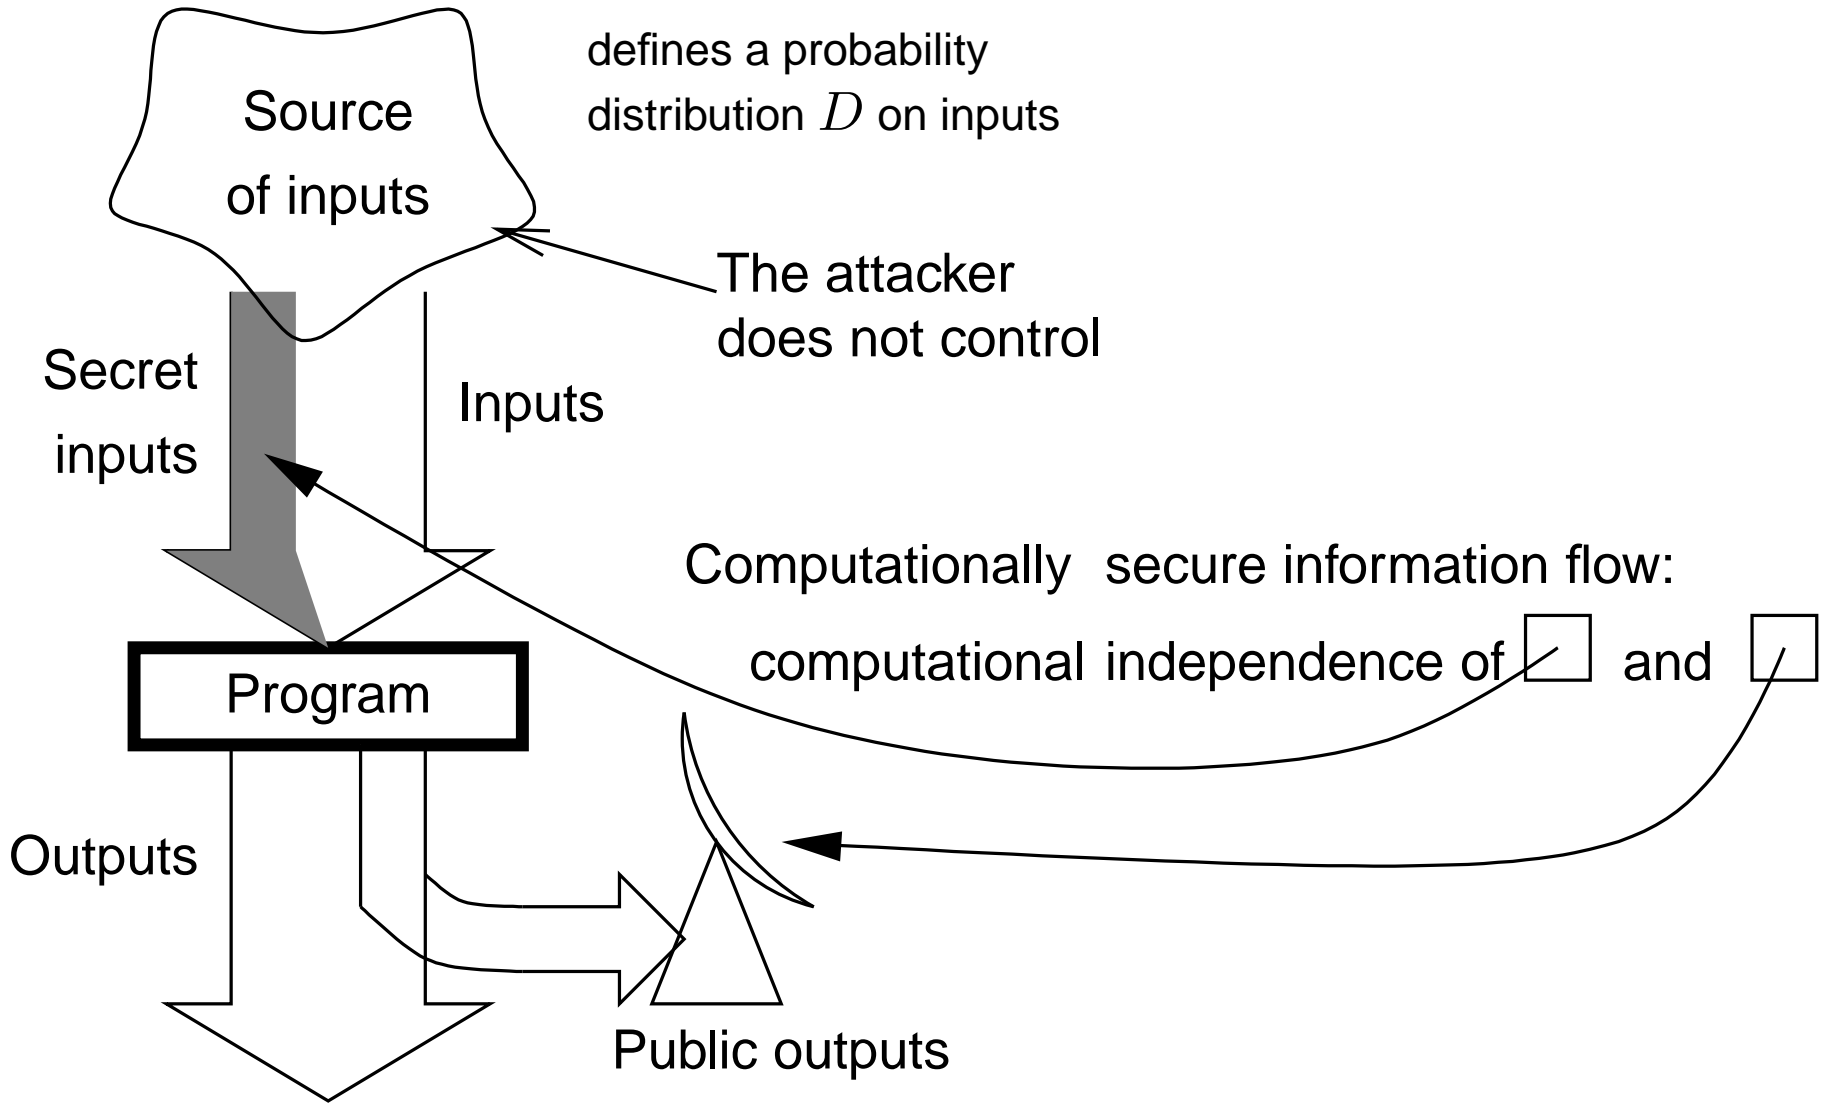 defines a probability
distribution D on inputs
Source
of inputs
The attacker
does not control
Secret
inputs
Inputs
Computationally secure information flow:
computational independence of and
Program
Outputs
Public outputs